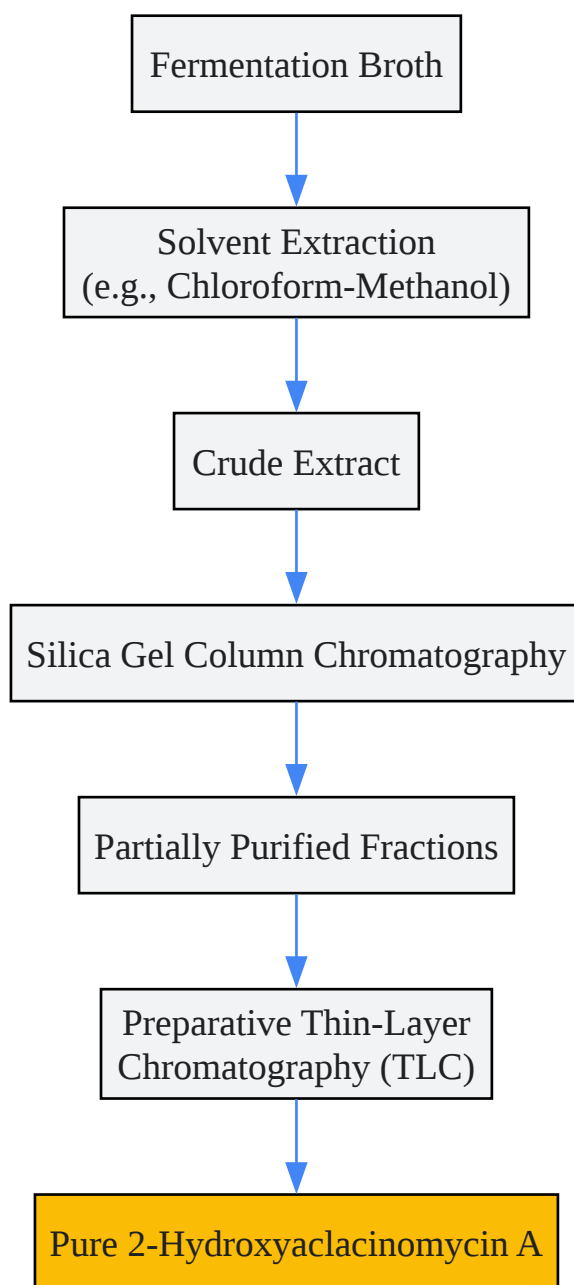 Fermentation Broth
Solvent Extraction
(e.g., Chloroform-Methanol)
Crude Extract
Silica Gel Column Chromatography
Partially Purified Fractions
Preparative Thin-Layer
Chromatography (TLC)
Pure 2-Hydroxyaclacinomycin A